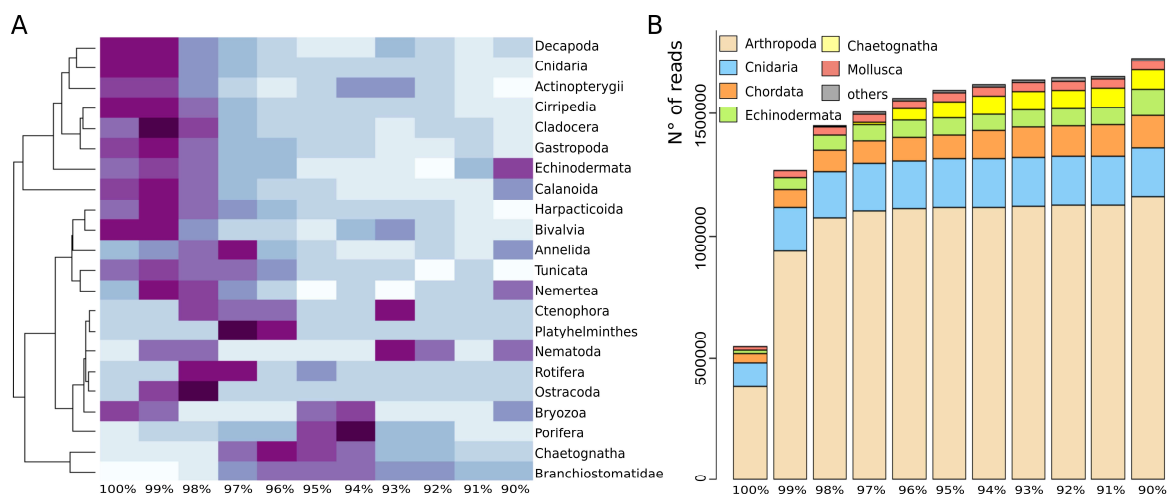 A
Decapoda
Cnidaria
Actinopterygii
Cirripedia
Cladocera
Gastropoda
Echinodermata
Calanoida
Harpacticoida
Bivalvia
Annelida
Tunicata
Nemertea
Ctenophora
Platyhelminthes
Nematoda
Rotifera
Ostracoda
Bryozoa
Porifera
Chaetognatha
Branchiostomatidae
100% 99% 98% 97% 96% 95% 94% 93% 92% 91% 90%
B
N° of reads
1500000
1000000
500000
0
Arthropoda
Cnidaria
Chordata
Echinodermata
Chaetognatha
Mollusca
others
100% 99% 98% 97% 96% 95% 94% 93% 92% 91% 90%